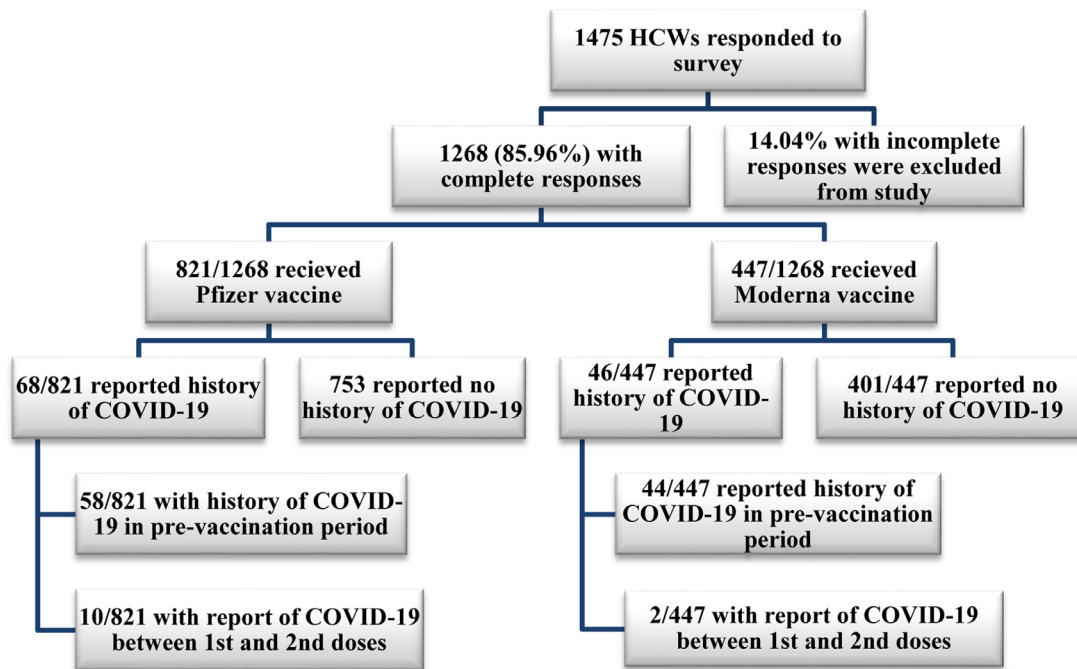 1475 HCWs responded to
survey
1268 (85.96%) with
complete responses
14.04% with incomplete
responses were excluded
from study
821/1268 recieved
Pfizer vaccine
447/1268 recieved
Moderna vaccine
68/821 reported history
of COVID-19
753 reported no
history of COVID-19
46/447 reported
history of COVID-
19
401/447 reported no
history of COVID-19
58/821 with history of COVID-
19 in pre-vaccination period
44/447 reported history of
COVID-19 in pre-vaccination
period
10/821 with report of COVID-19
between 1st and 2nd doses
2/447 with report of COVID-19
between 1st and 2nd doses